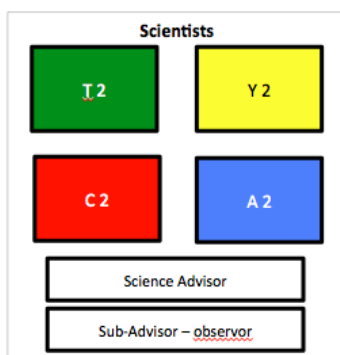 Scientists
T 2
Y 2
C 2
A 2
Science Advisor
Sub-Advisor – observor